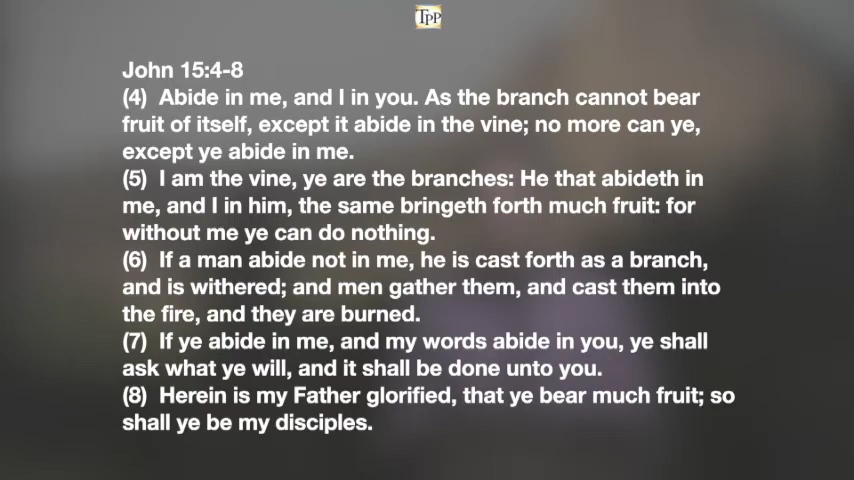 TPP
John 15:4-8
(4) Abide in me, and I in you. As the branch cannot bear
fruit of itself, except it abide in the vine; no more can ye,
except ye abide in me.
(5) I am the vine, ye are the branches: He that abideth in
me, and I in him, the same bringeth forth much fruit: for
without me ye can do nothing.
(6) If a man abide not in me, he is cast forth as a branch,
and is withered; and men gather them, and cast them into
the fire, and they are burned.
(7) If ye abide in me, and my words abide in you, ye shall
ask what ye will, and it shall be done unto you.
(8) Herein is my Father glorified, that ye bear much fruit; so
shall ye be my disciples.